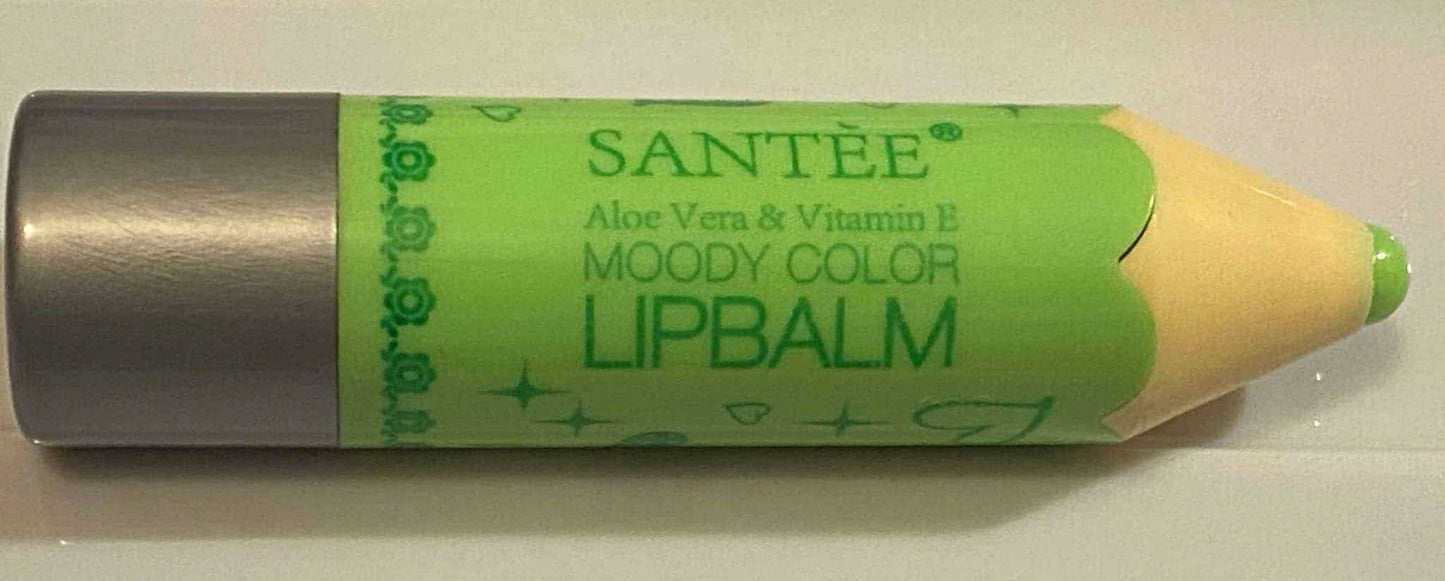 SANTÈE®
Aloe Vera & Vitamin E
MOODY COLOR
LIPBALM